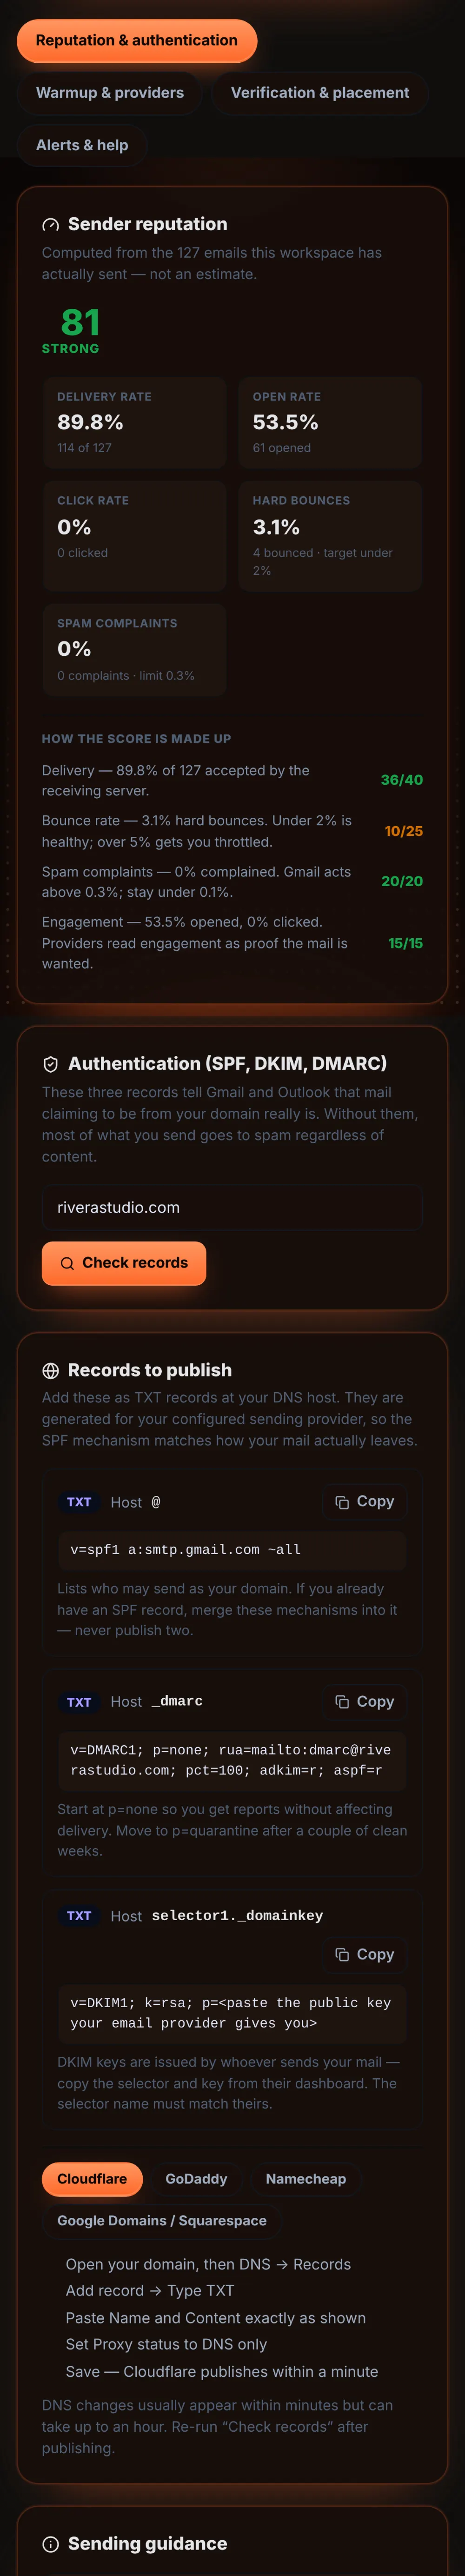 Reputation & authentication
Warmup & providers
Verification & placement
Alerts & help
Sender reputation
Computed from the 127 emails this workspace has
actually sent — not an estimate.
81
STRONG
DELIVERY RATE
89.8%
114 of 127
OPEN RATE
53.5%
61 opened
CLICK RATE
0%
0 clicked
HARD BOUNCES
3.1%
4 bounced · target under
2%
SPAM COMPLAINTS
0%
0 complaints · limit 0.3%
HOW THE SCORE IS MADE UP
Delivery — 89.8% of 127 accepted by the
receiving server.
36/40
Bounce rate — 3.1% hard bounces. Under 2% is
healthy; over 5% gets you throttled.
10/25
Spam complaints — 0% complained. Gmail acts
above 0.3%; stay under 0.1%.
20/20
Engagement — 53.5% opened, 0% clicked.
Providers read engagement as proof the mail is
wanted.
15/15
Authentication (SPF, DKIM, DMARC)
These three records tell Gmail and Outlook that mail
claiming to be from your domain really is. Without them,
most of what you send goes to spam regardless of
content.
riverastudio.com
Check records
Records to publish
Add these as TXT records at your DNS host. They are
generated for your configured sending provider, so the
SPF mechanism matches how your mail actually leaves.
TXT Host @
Copy
v=spf1 a:smtp.gmail.com ~all
Lists who may send as your domain. If you already
have an SPF record, merge these mechanisms into it
— never publish two.
TXT Host _dmarc
Copy
v=DMARC1; p=none; rua=mailto:dmarc@rive
rastudio.com; pct=100; adkim=r; aspf=r
Start at p=none so you get reports without affecting
delivery. Move to p=quarantine after a couple of clean
weeks.
TXT Host selector1._domainkey
Copy
v=DKIM1; k=rsa; p=<paste the public key
your email provider gives you>
DKIM keys are issued by whoever sends your mail —
copy the selector and key from their dashboard. The
selector name must match theirs.
Cloudflare
GoDaddy
Namecheap
Google Domains / Squarespace
Open your domain, then DNS → Records
Add record → Type TXT
Paste Name and Content exactly as shown
Set Proxy status to DNS only
Save — Cloudflare publishes within a minute
DNS changes usually appear within minutes but can
take up to an hour. Re-run “Check records” after
publishing.
Sending guidance